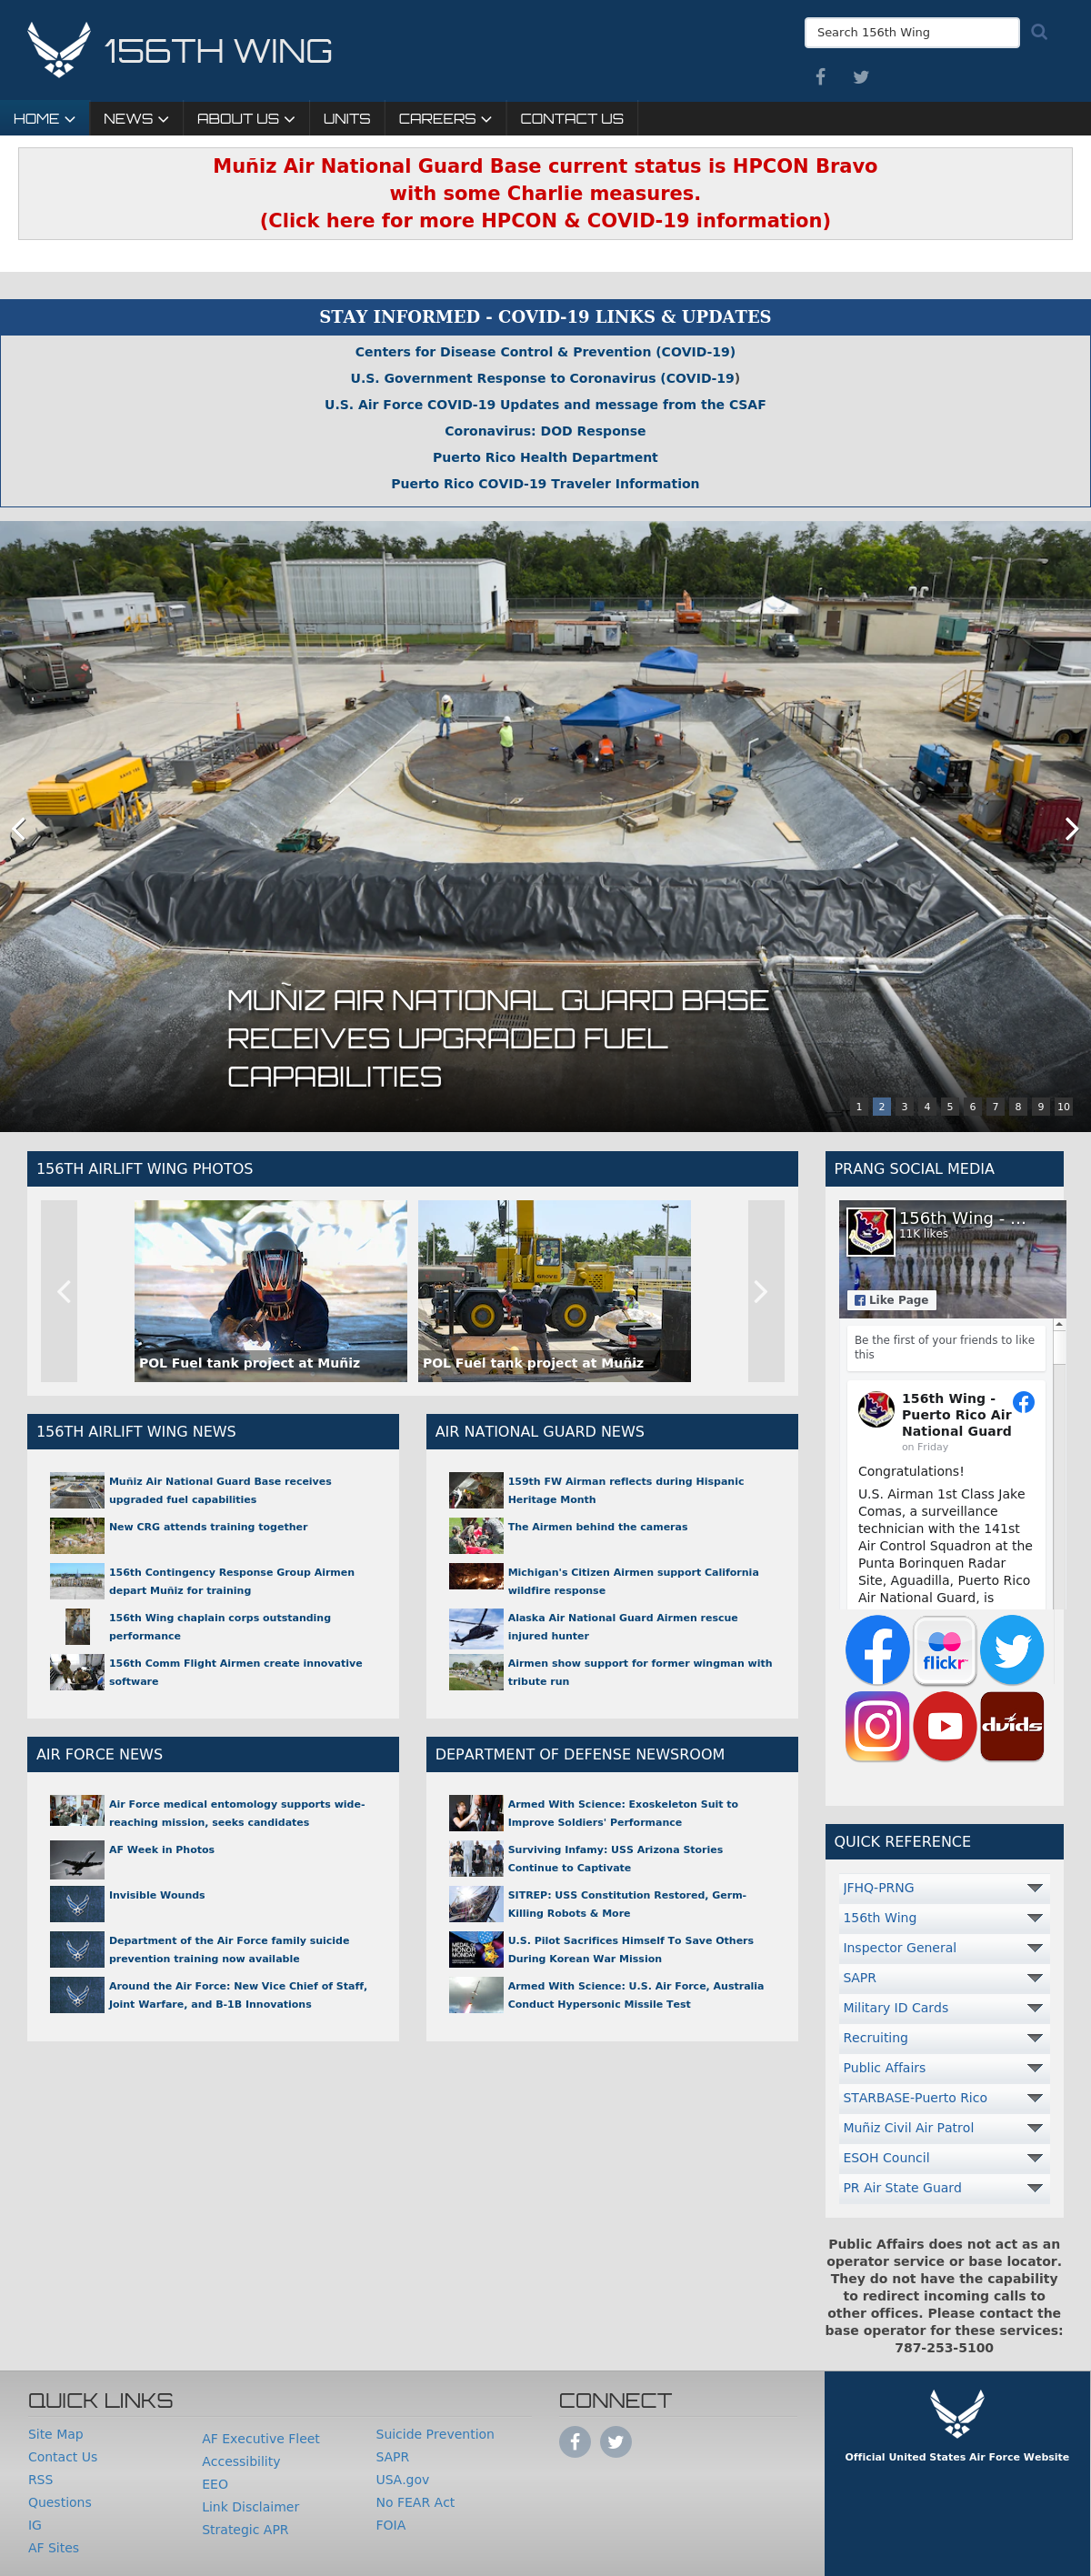 156TH WING
Search 156th Wing
HOME
NEWS
ABOUT US
UNITS
CAREERS
CONTACT US
Muñiz Air National Guard Base current status is HPCON Bravo
with some Charlie measures.
(Click here for more HPCON & COVID-19 information)
STAY INFORMED - COVID-19 LINKS & UPDATES
Centers for Disease Control & Prevention (COVID-19)
U.S. Government Response to Coronavirus (COVID-19)
U.S. Air Force COVID-19 Updates and message from the CSAF
Coronavirus: DOD Response
Puerto Rico Health Department
Puerto Rico COVID-19 Traveler Information
MUÑIZ AIR NATIONAL GUARD BASE
RECEIVES UPGRADED FUEL
CAPABILITIES
1 2 3 4 5 6 7 8 9 10
156TH AIRLIFT WING PHOTOS
POL Fuel tank project at Muñiz
POL Fuel tank project at Muñiz
156TH AIRLIFT WING NEWS
Muñiz Air National Guard Base receives
upgraded fuel capabilities
New CRG attends training together
156th Contingency Response Group Airmen
depart Muñiz for training
156th Wing chaplain corps outstanding
performance
156th Comm Flight Airmen create innovative
software
AIR NATIONAL GUARD NEWS
159th FW Airman reflects during Hispanic
Heritage Month
The Airmen behind the cameras
Michigan's Citizen Airmen support California
wildfire response
Alaska Air National Guard Airmen rescue
injured hunter
Airmen show support for former wingman with
tribute run
AIR FORCE NEWS
Air Force medical entomology supports wide-
reaching mission, seeks candidates
AF Week in Photos
Invisible Wounds
Department of the Air Force family suicide
prevention training now available
Around the Air Force: New Vice Chief of Staff,
Joint Warfare, and B-1B Innovations
DEPARTMENT OF DEFENSE NEWSROOM
Armed With Science: Exoskeleton Suit to
Improve Soldiers' Performance
Surviving Infamy: USS Arizona Stories
Continue to Captivate
SITREP: USS Constitution Restored, Germ-
Killing Robots & More
MEDAL OF
HONOR
MONDAY
U.S. Pilot Sacrifices Himself To Save Others
During Korean War Mission
Armed With Science: U.S. Air Force, Australia
Conduct Hypersonic Missile Test
PRANG SOCIAL MEDIA
156th Wing - ...
11K likes
Like Page
Be the first of your friends to like
this
156th Wing -
Puerto Rico Air
National Guard
on Friday
Congratulations!
U.S. Airman 1st Class Jake
Comas, a surveillance
technician with the 141st
Air Control Squadron at the
Punta Borinquen Radar
Site, Aguadilla, Puerto Rico
Air National Guard, is
flickr
dvids
QUICK REFERENCE
JFHQ-PRNG
156th Wing
Inspector General
SAPR
Military ID Cards
Recruiting
Public Affairs
STARBASE-Puerto Rico
Muñiz Civil Air Patrol
ESOH Council
PR Air State Guard
Public Affairs does not act as an
operator service or base locator.
They do not have the capability
to redirect incoming calls to
other offices. Please contact the
base operator for these services:
787-253-5100
QUICK LINKS
Site Map
Contact Us
RSS
Questions
IG
AF Sites
AF Executive Fleet
Accessibility
EEO
Link Disclaimer
Strategic APR
Suicide Prevention
SAPR
USA.gov
No FEAR Act
FOIA
CONNECT
Official United States Air Force Website